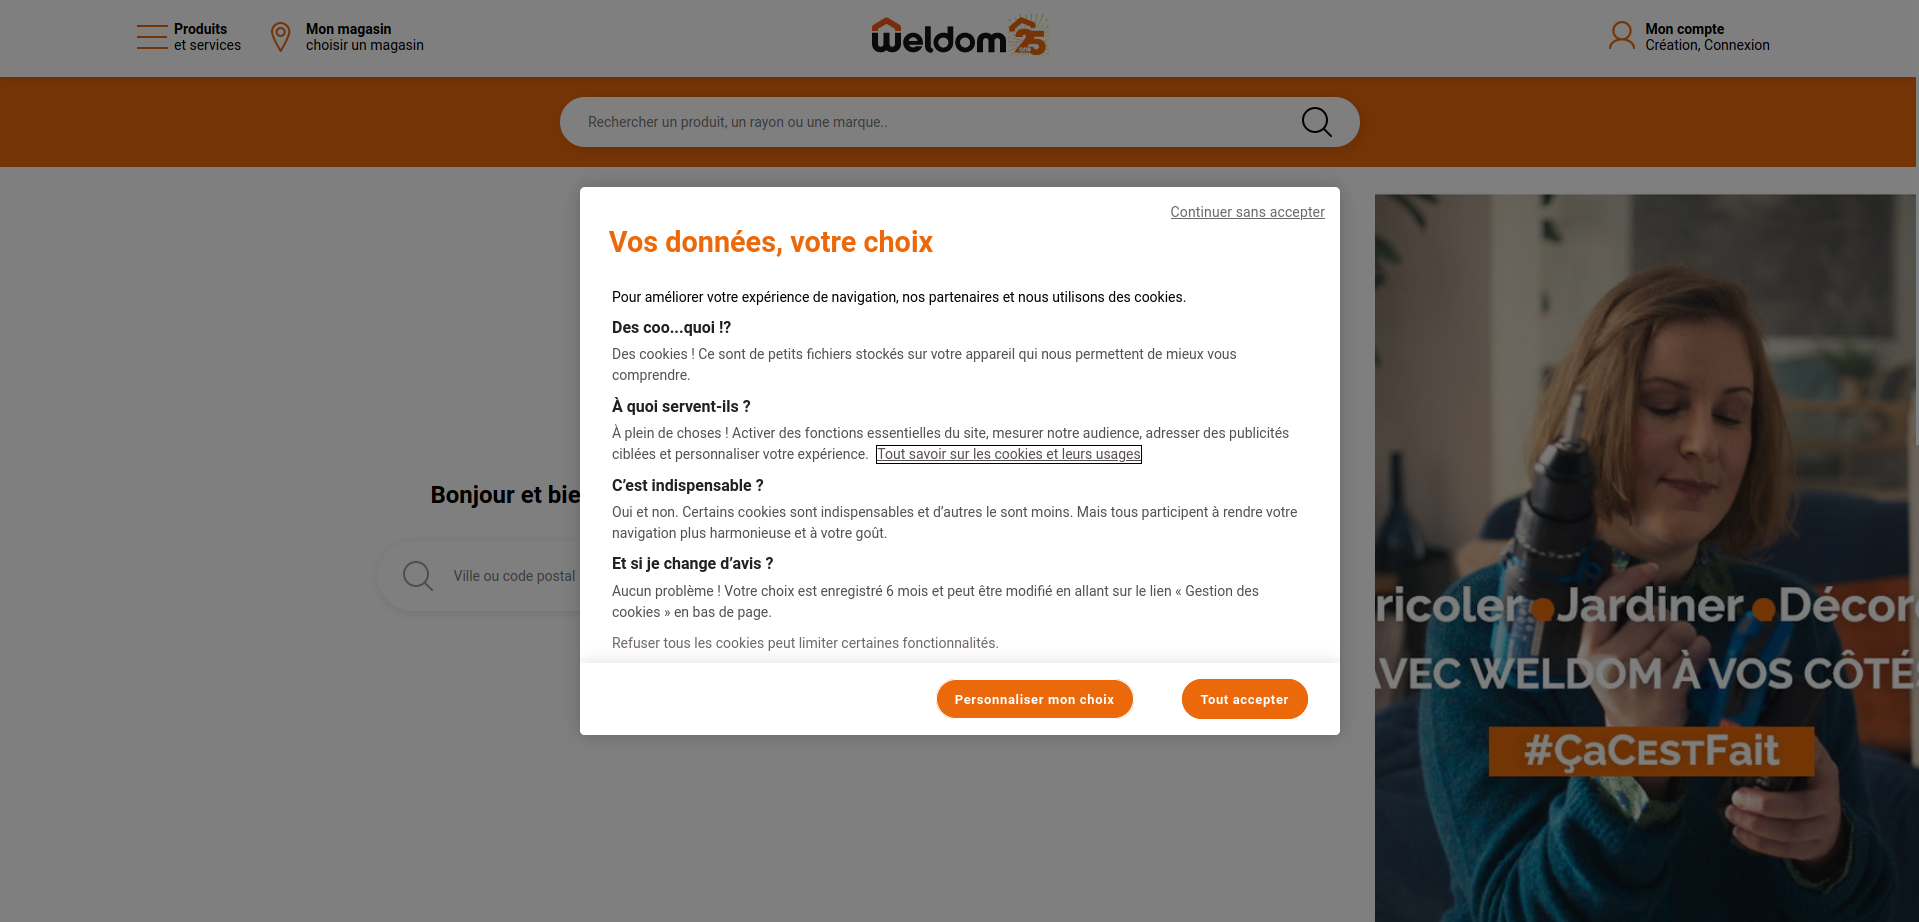 Produits
et services
Mon magasin
choisir un magasin
Weldom 25 ans
Mon compte
Création, Connexion
Rechercher un produit, un rayon ou une marque..
Continuer sans accepter
Vos données, votre choix
Pour améliorer votre expérience de navigation, nos partenaires et nous utilisons des cookies.
Des coo...quoi !?
Des cookies ! Ce sont de petits fichiers stockés sur votre appareil qui nous permettent de mieux vous
comprendre.
À quoi servent-ils ?
À plein de choses ! Activer des fonctions essentielles du site, mesurer notre audience, adresser des publicités
ciblées et personnaliser votre expérience. Tout savoir sur les cookies et leurs usages
C’est indispensable ?
Oui et non. Certains cookies sont indispensables et d’autres le sont moins. Mais tous participent à rendre votre
navigation plus harmonieuse et à votre goût.
Et si je change d’avis ?
Aucun problème ! Votre choix est enregistré 6 mois et peut être modifié en allant sur le lien « Gestion des
cookies » en bas de page.
Refuser tous les cookies peut limiter certaines fonctionnalités.
Personnaliser mon choix
Tout accepter
Bonjour et bie
Ville ou code postal
ricoler Jardiner Décor
AVEC WELDOM À VOS CÔTÉ
#ÇaCESTFait